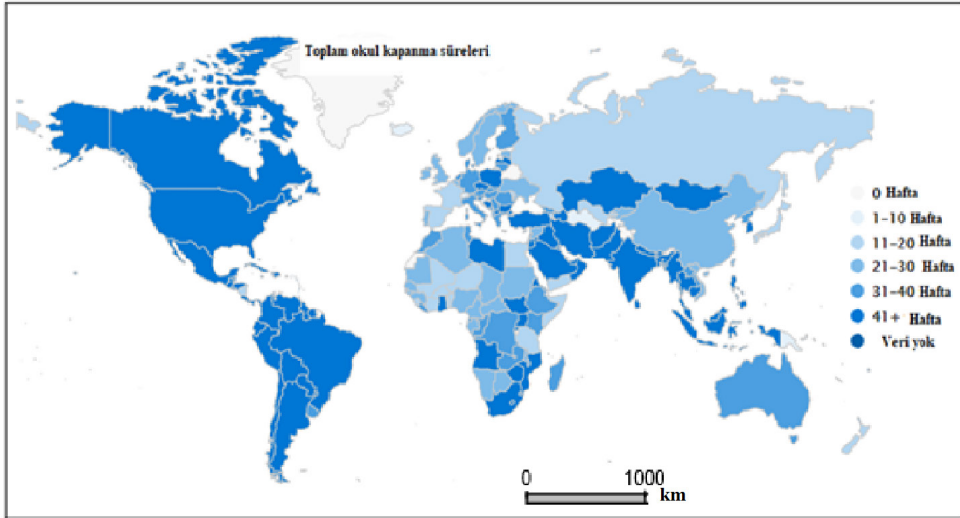 Toplam okul kapanma süreleri
0 Hafta
1-10 Hafta
11-20 Hafta
21-30 Hafta
31-40 Hafta
41+ Hafta
Veri yok
0 1000
km